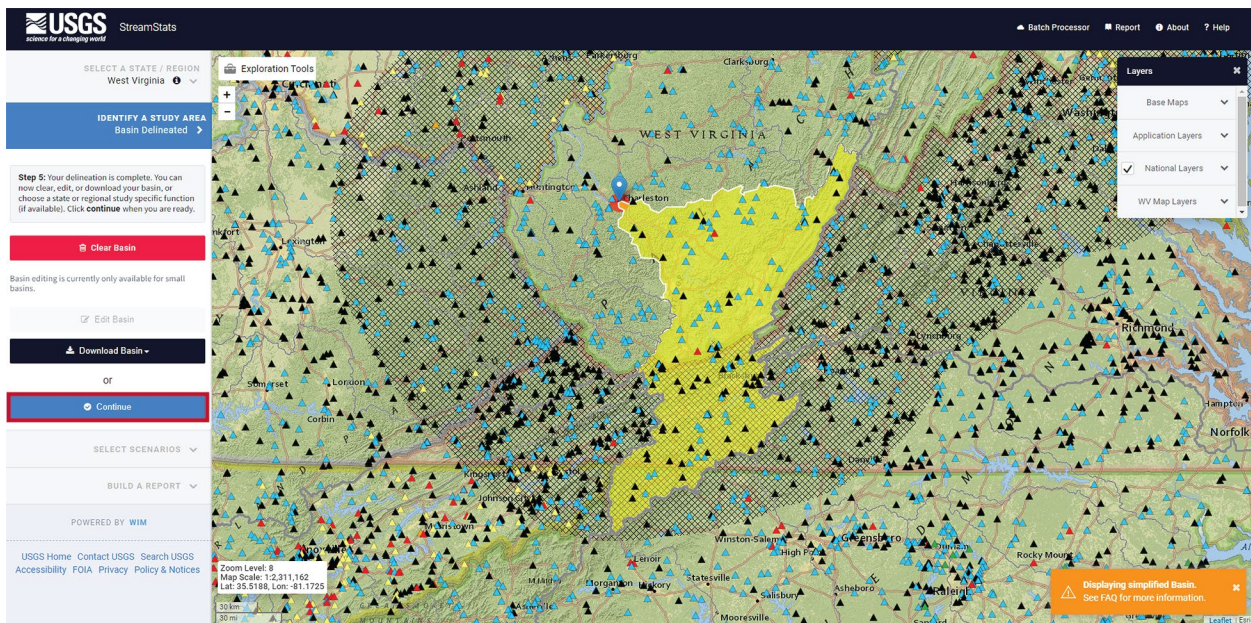 USGS
science for a changing world
StreamStats
Batch Processor
Report
About
? Help
SELECT A STATE / REGION
West Virginia
IDENTIFY A STUDY AREA
Basin Delineated
Step 5: Your delineation is complete. You can
now clear, edit, or download your basin, or
choose a state or regional study specific function
(if available). Click continue when you are ready.
Clear Basin
Basin editing is currently only available for small
basins.
Edit Basin
Download Basin
or
Continue
SELECT SCENARIOS
BUILD A REPORT
POWERED BY WIM
USGS Home Contact USGS Search USGS
Accessibility FOIA Privacy Policy & Notices
Exploration Tools
+
−
Layers
Base Maps
Application Layers
National Layers
WV Map Layers
Parkersburg
Clarksburg
WEST VIRGINIA
Ashland
Huntington
Charleston
Lexington
Somerset
London
Corbin
Lynchburg
Richmond
Hampton
Norfolk
Danville
Johnson City
Winston-Salem
Greensboro
High Point
Durham
Rocky Mount
Lenoir
Morganton
Hickory
Statesville
Asheboro
Salisbury
Raleigh
Mooresville
Zoom Level: 8
Map Scale: 1:2,311,162
Lat: 35.5188, Lon: -81.1725
30 km
30 mi
Displaying simplified Basin.
See FAQ for more information.
Leaflet